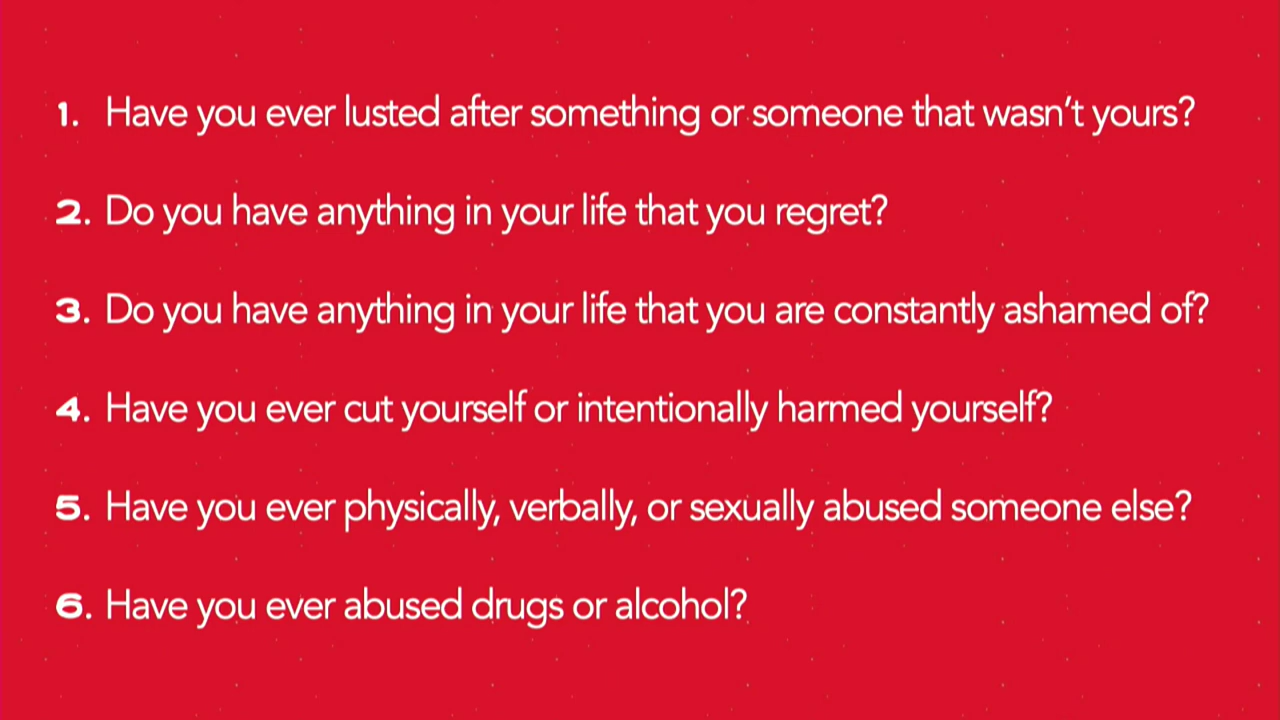 1. Have you ever lusted after something or someone that wasn't yours?
2. Do you have anything in your life that you regret?
3. Do you have anything in your life that you are constantly ashamed of?
4. Have you ever cut yourself or intentionally harmed yourself?
5. Have you ever physically, verbally, or sexually abused someone else?
6. Have you ever abused drugs or alcohol?